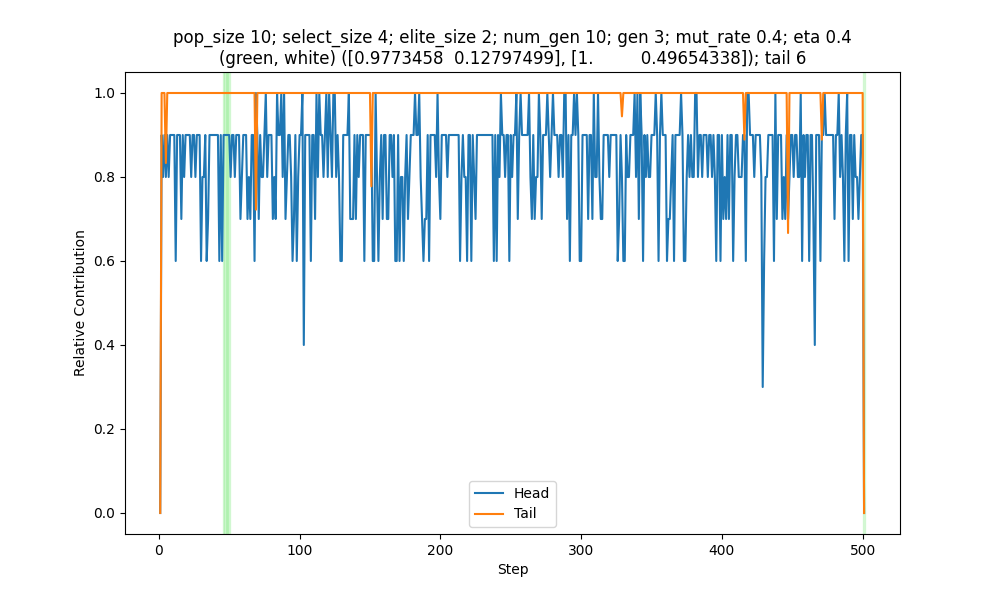 pop_size 10; select_size 4; elite_size 2; num_gen 10; gen 3; mut_rate 0.4; eta 0.4
(green, white) ([0.9773458  0.12797499], [1.         0.49654338]); tail 6
1.0
0.8
0.6
0.4
0.2
0.0
Relative Contribution
Head
Tail
0
100
200
300
400
500
Step